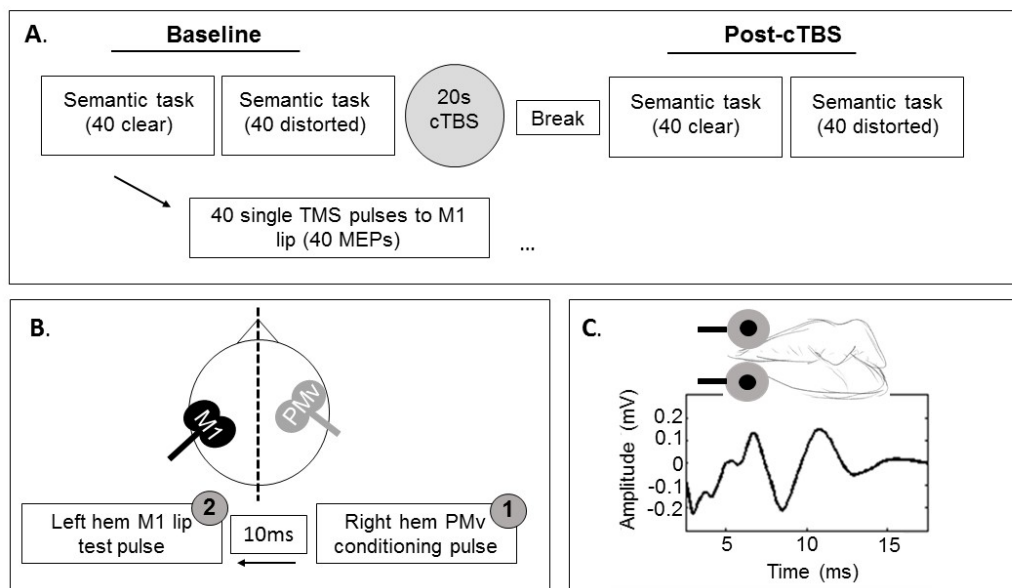 A.
Baseline
Post-cTBS
Semantic task
(40 clear)
Semantic task
(40 distorted)
20s
cTBS
Break
Semantic task
(40 clear)
Semantic task
(40 distorted)
40 single TMS pulses to M1
lip (40 MEPs)
...
B.
M1
PMv
2
Left hem M1 lip
test pulse
10ms
1
Right hem PMv
conditioning pulse
C.
Amplitude (mV)
0.2
0.1
0
-0.1
-0.2
5
10
15
Time (ms)